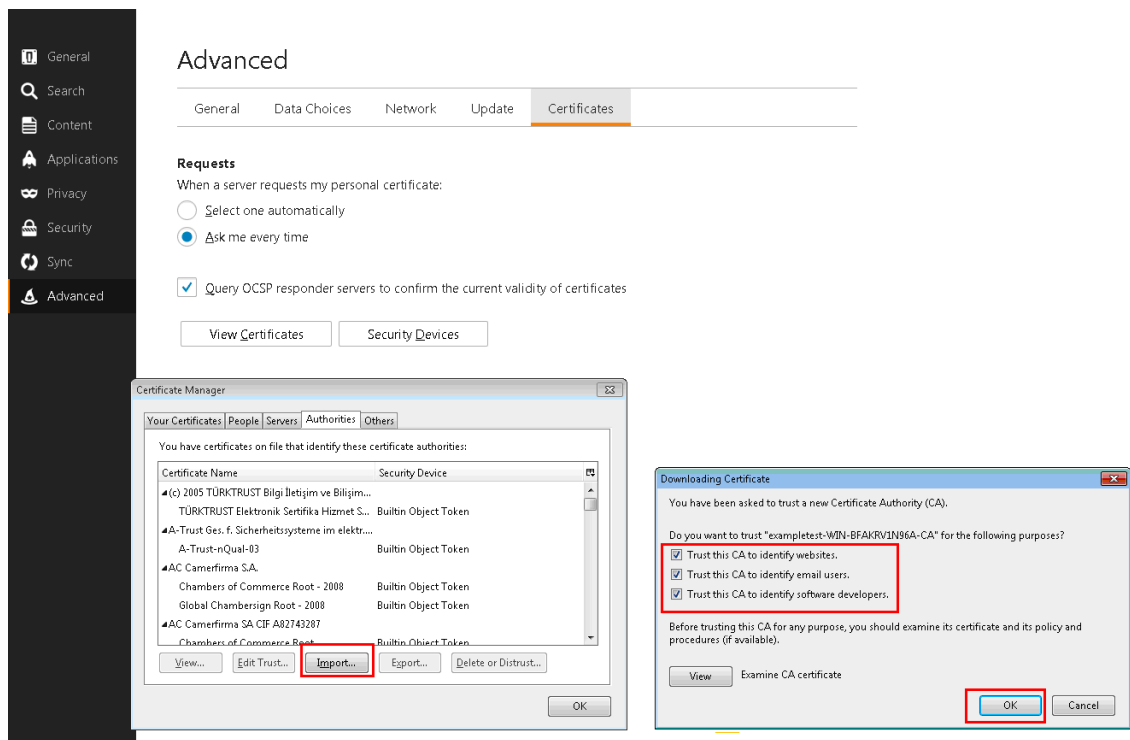 General
Search
Content
Applications
Privacy
Security
Sync
Advanced
Advanced
General Data Choices Network Update Certificates
Requests
When a server requests my personal certificate:
Select one automatically
Ask me every time
Query OCSP responder servers to confirm the current validity of certificates
View Certificates Security Devices
Certificate Manager
Your Certificates People Servers Authorities Others
You have certificates on file that identify these certificate authorities:
Certificate Name Security Device
(c) 2005 TÜRKTRUST Bilgi İletişim ve Bilişim...
TÜRKTRUST Elektronik Sertifika Hizmet S... Builtin Object Token
A-Trust Ges. f. Sicherheitssysteme im elektr....
A-Trust-nQual-03 Builtin Object Token
AC Camerfirma S.A.
Chambers of Commerce Root - 2008 Builtin Object Token
Global Chambersign Root - 2008 Builtin Object Token
AC Camerfirma SA CIF A82743287
Chambers of Commerce Root Builtin Object Token
View... Edit Trust... Import... Export... Delete or Distrust...
OK
Downloading Certificate
You have been asked to trust a new Certificate Authority (CA).
Do you want to trust "exampletest-WIN-BFAKRV1N96A-CA" for the following purposes?
Trust this CA to identify websites.
Trust this CA to identify email users.
Trust this CA to identify software developers.
Before trusting this CA for any purpose, you should examine its certificate and its policy and
procedures (if available).
View Examine CA certificate
OK Cancel